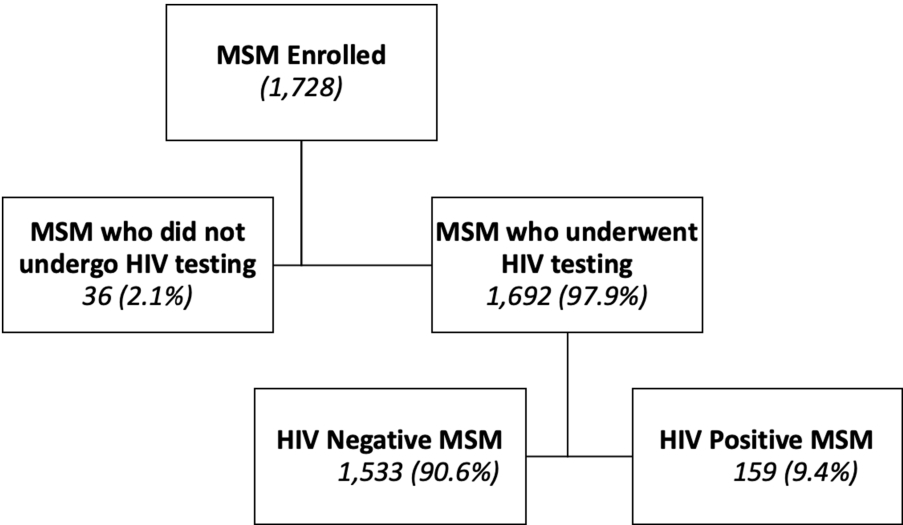 MSM Enrolled
(1,728)
MSM who did not
undergo HIV testing
36 (2.1%)
MSM who underwent
HIV testing
1,692 (97.9%)
HIV Negative MSM
1,533 (90.6%)
HIV Positive MSM
159 (9.4%)